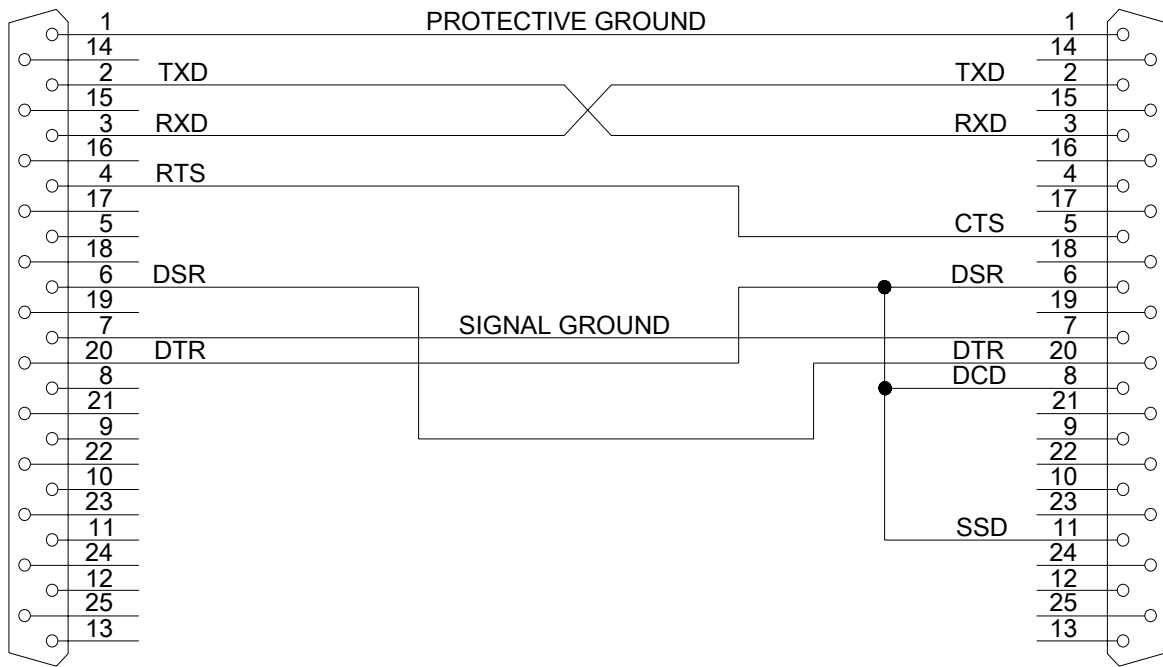 1 PROTECTIVE GROUND 1
14 14
2 TXD TXD 2
15 15
3 RXD RXD 3
16 16
4 RTS 4
17 17
5 CTS 5
18 18
6 DSR DSR 6
19 19
7 SIGNAL GROUND 7
20 DTR DTR 20
8 DCD 8
21 21
9 9
22 22
10 10
23 23
11 SSD 11
24 24
12 12
25 25
13 13